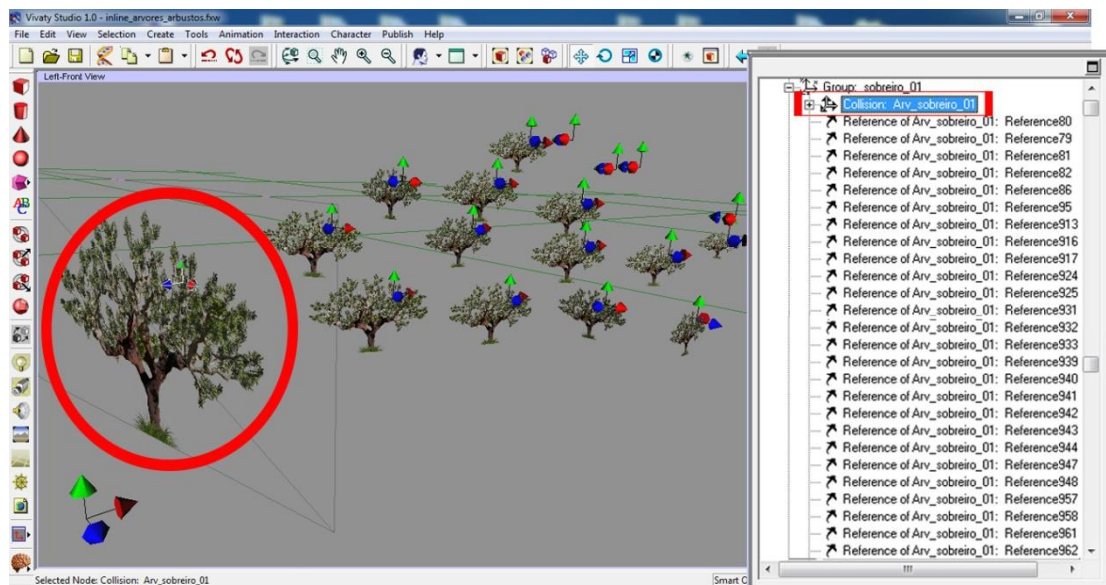 Vivaty Studio 1.0 - inline_arvores_arbustos.fxw
File Edit View Selection Create Tools Animation Interaction Character Publish Help
Left-Front View
AB
C
Group: sobreiro_01
Collision: Arv_sobreiro_01
Reference of Arv_sobreiro_01: Reference80
Reference of Arv_sobreiro_01: Reference79
Reference of Arv_sobreiro_01: Reference81
Reference of Arv_sobreiro_01: Reference82
Reference of Arv_sobreiro_01: Reference86
Reference of Arv_sobreiro_01: Reference95
Reference of Arv_sobreiro_01: Reference913
Reference of Arv_sobreiro_01: Reference916
Reference of Arv_sobreiro_01: Reference917
Reference of Arv_sobreiro_01: Reference924
Reference of Arv_sobreiro_01: Reference925
Reference of Arv_sobreiro_01: Reference931
Reference of Arv_sobreiro_01: Reference932
Reference of Arv_sobreiro_01: Reference933
Reference of Arv_sobreiro_01: Reference939
Reference of Arv_sobreiro_01: Reference940
Reference of Arv_sobreiro_01: Reference941
Reference of Arv_sobreiro_01: Reference942
Reference of Arv_sobreiro_01: Reference943
Reference of Arv_sobreiro_01: Reference944
Reference of Arv_sobreiro_01: Reference947
Reference of Arv_sobreiro_01: Reference948
Reference of Arv_sobreiro_01: Reference957
Reference of Arv_sobreiro_01: Reference958
Reference of Arv_sobreiro_01: Reference961
Reference of Arv_sobreiro_01: Reference962
Selected Node: Collision: Arv_sobreiro_01
Smart C